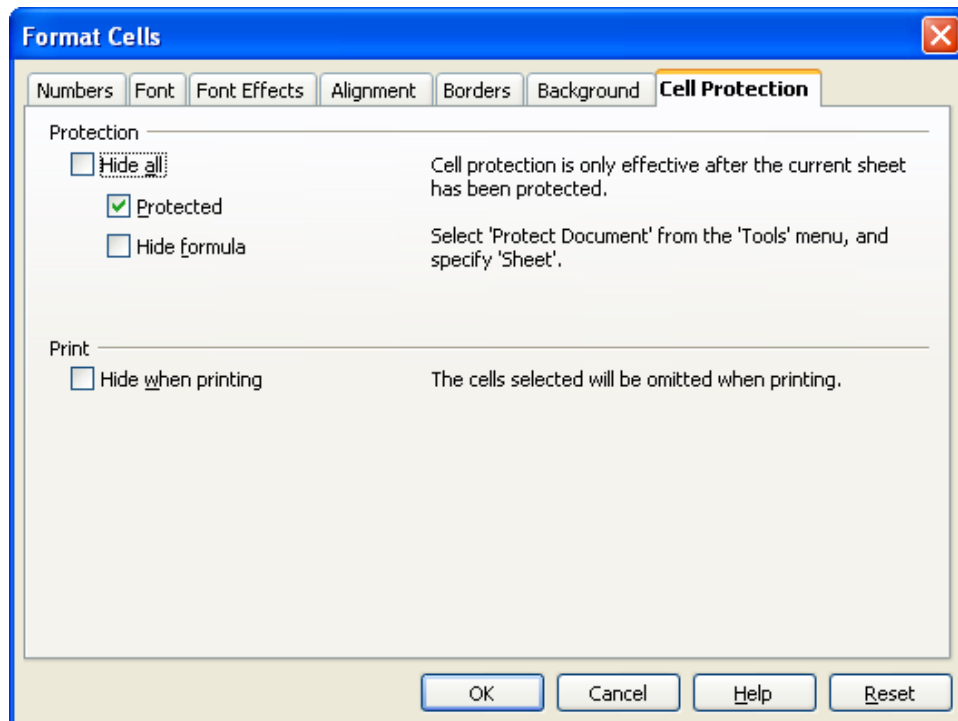 Format Cells
Numbers Font Font Effects Alignment Borders Background Cell Protection
Protection
Hide all
Cell protection is only effective after the current sheet
has been protected.
Protected
Hide formula
Select 'Protect Document' from the 'Tools' menu, and
specify 'Sheet'.
Print
Hide when printing
The cells selected will be omitted when printing.
OK Cancel Help Reset